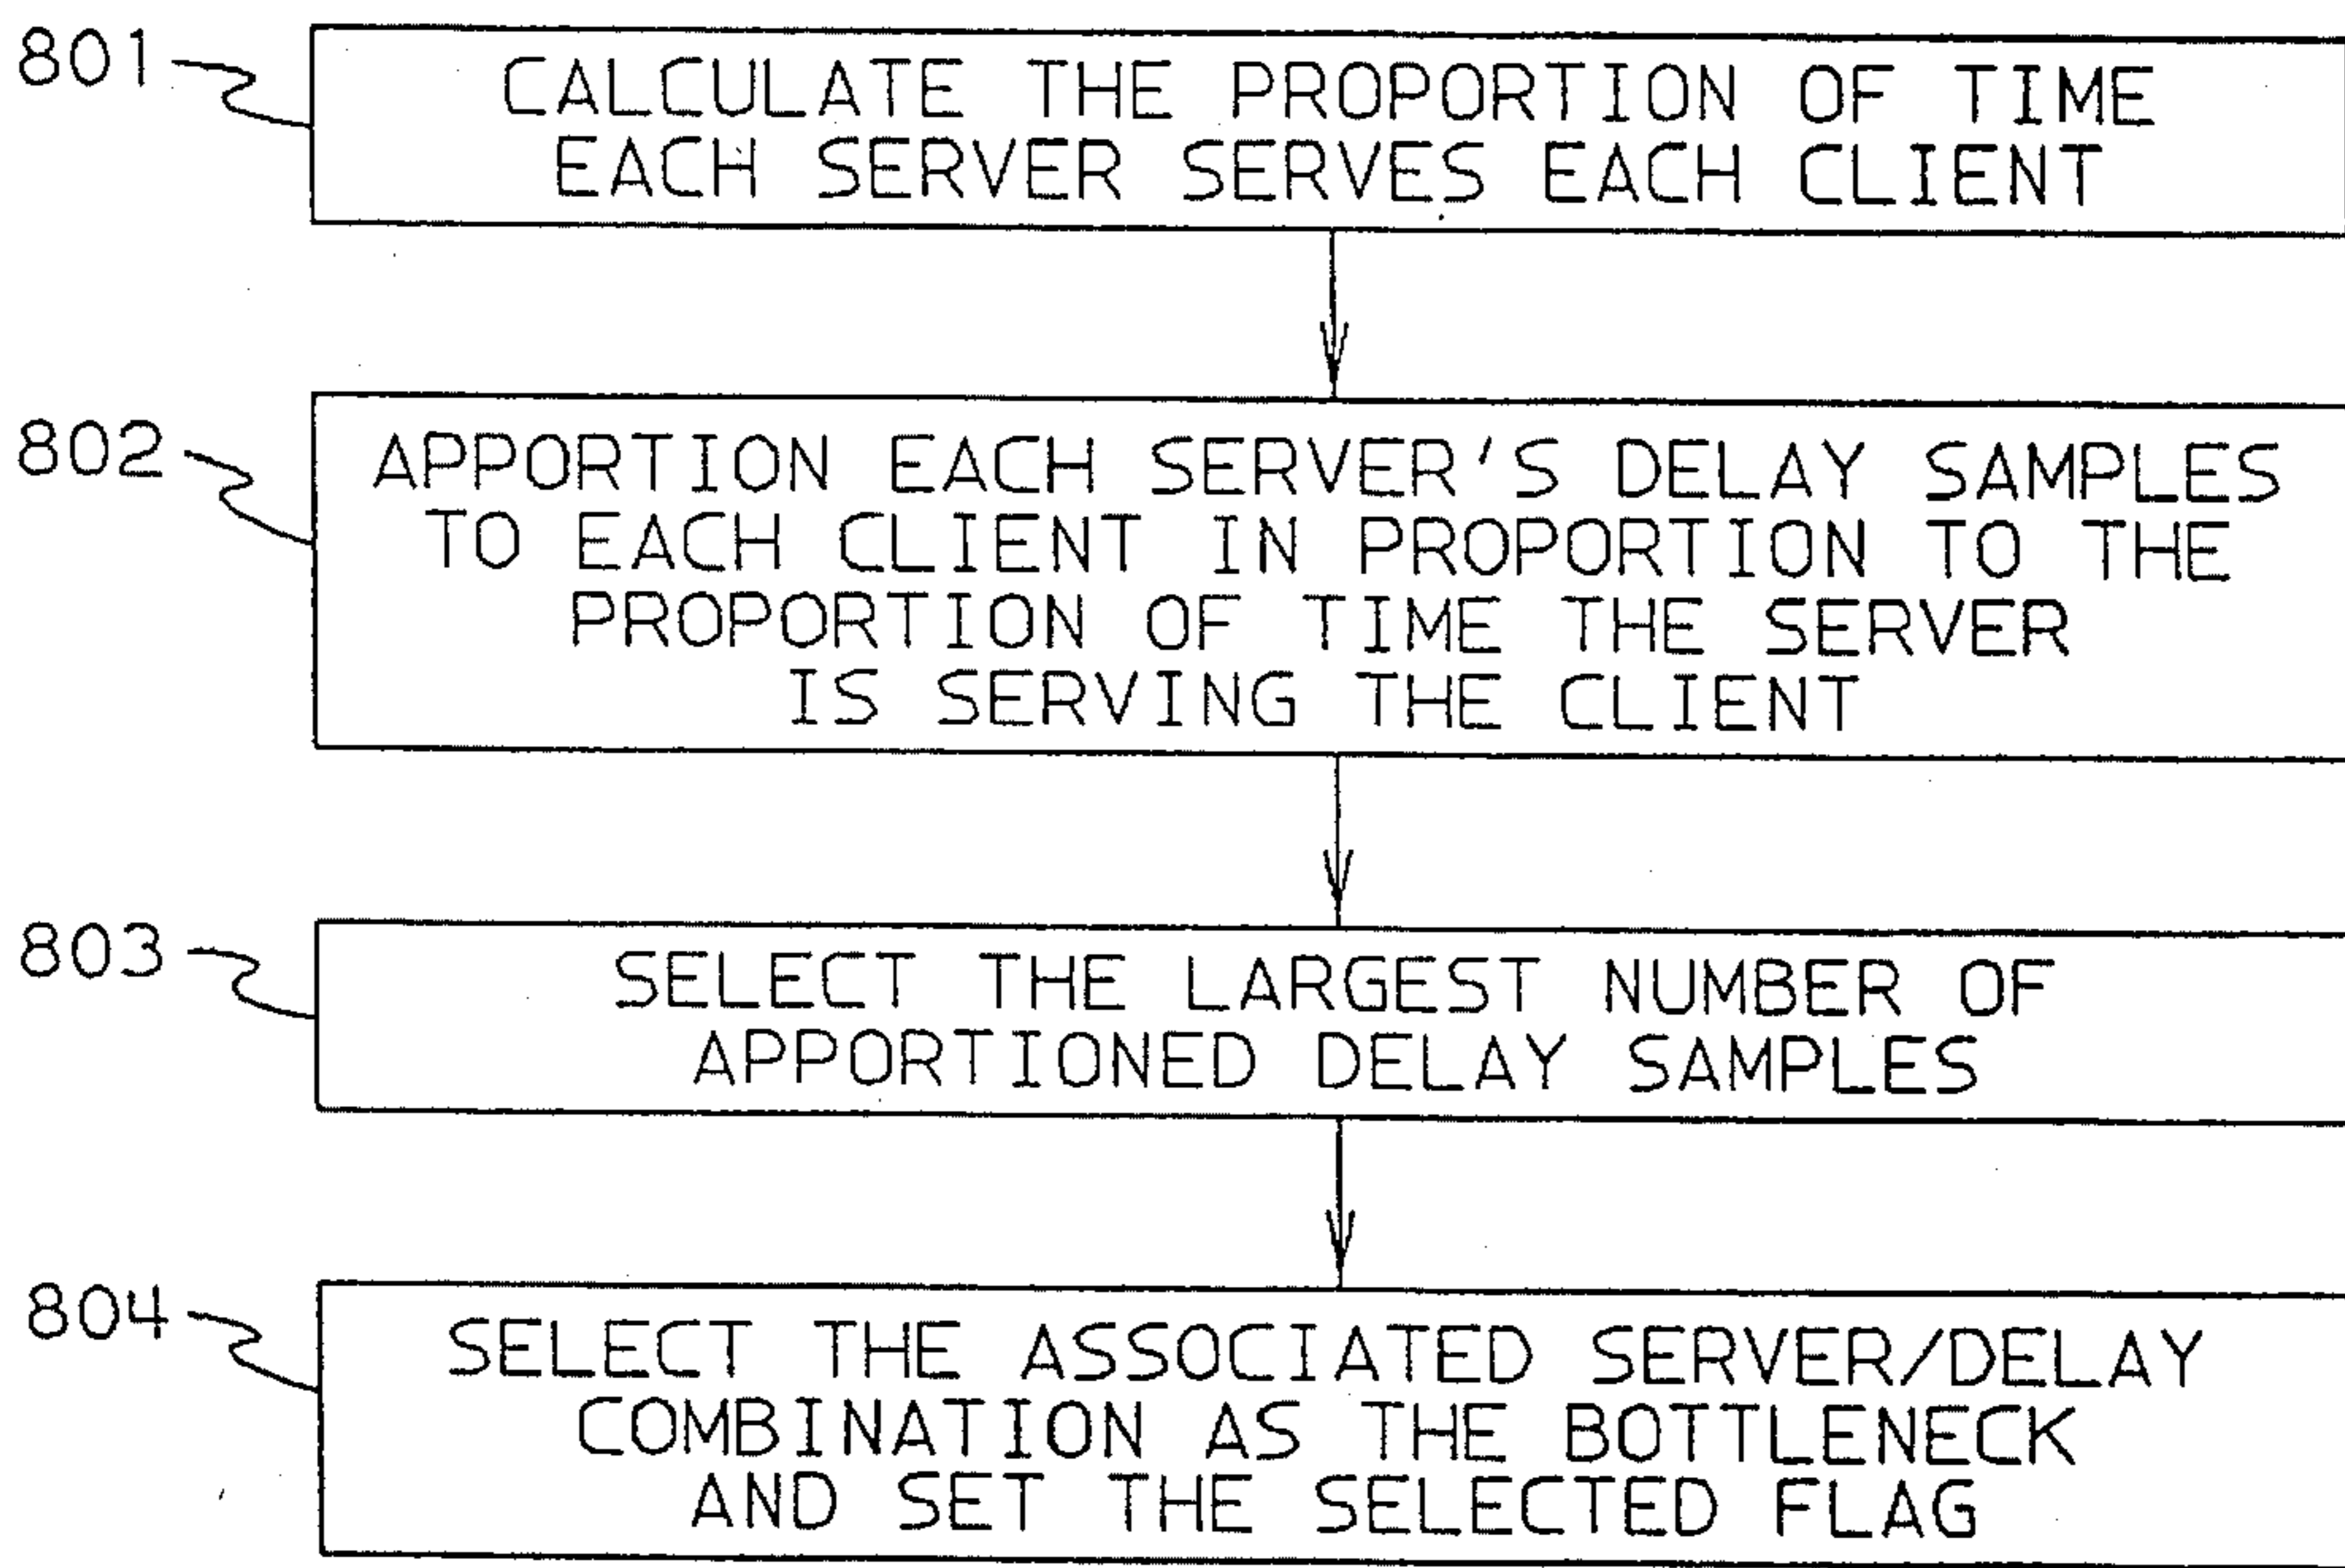 801
CALCULATE THE PROPORTION OF TIME
EACH SERVER SERVES EACH CLIENT
802
APPORTION EACH SERVER'S DELAY SAMPLES
TO EACH CLIENT IN PROPORTION TO THE
PROPORTION OF TIME THE SERVER
IS SERVING THE CLIENT
803
SELECT THE LARGEST NUMBER OF
APPORTIONED DELAY SAMPLES
804
SELECT THE ASSOCIATED SERVER/DELAY
COMBINATION AS THE BOTTLENECK
AND SET THE SELECTED FLAG